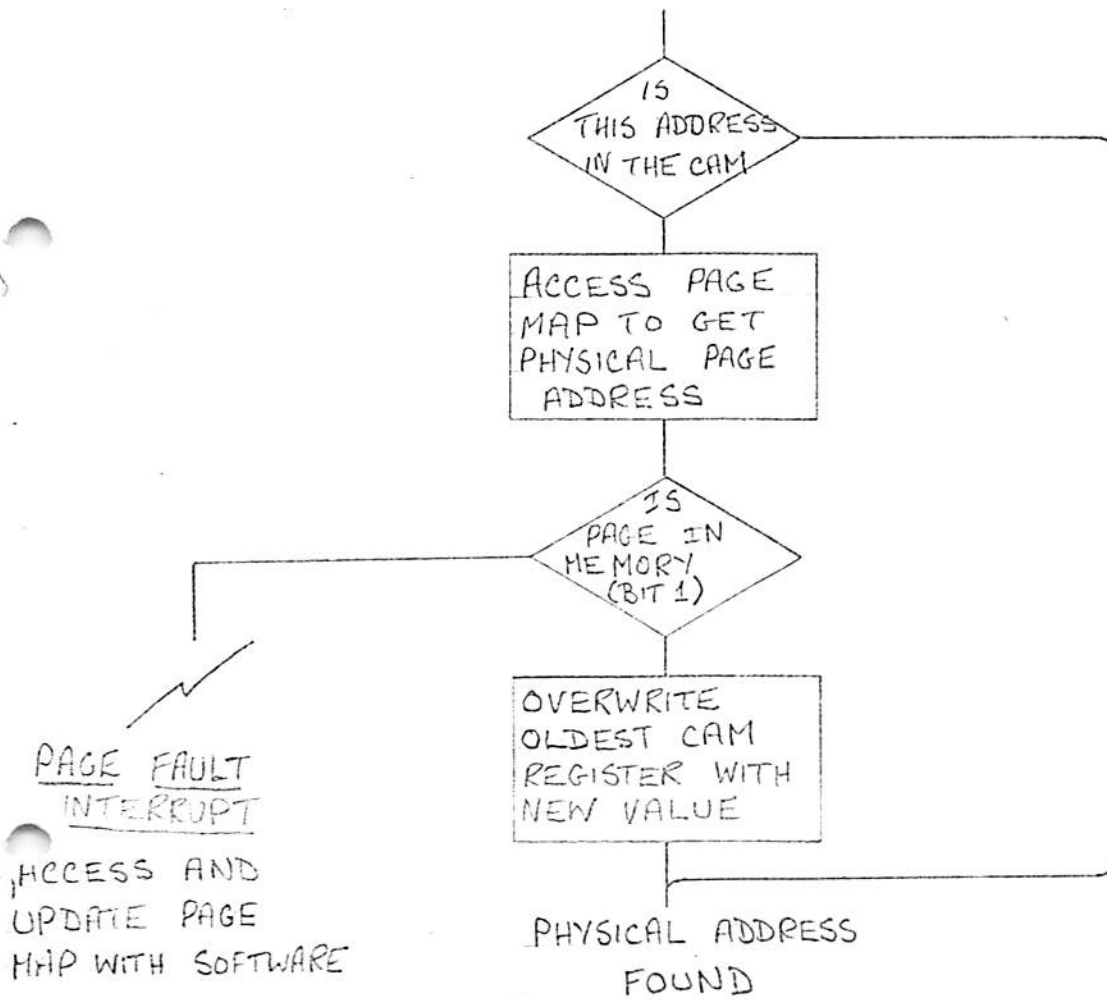 IS
THIS ADDRESS
IN THE CAM
ACCESS PAGE
MAP TO GET
PHYSICAL PAGE
ADDRESS
IS
PAGE IN
MEMORY
(BIT 1)
OVERWRITE
OLDEST CAM
REGISTER WITH
NEW VALUE
PAGE FAULT
INTERRUPT
ACCESS AND
UPDATE PAGE
MAP WITH SOFTWARE
PHYSICAL ADDRESS
FOUND